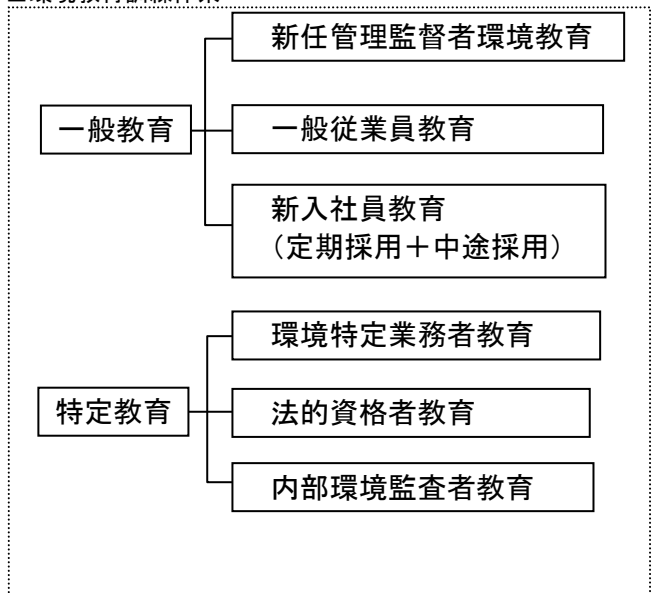 新任管理監督者環境教育
一般教育
一般従業員教育
新入社員教育
（定期採用＋中途採用）
環境特定業務者教育
特定教育
法的資格者教育
内部環境監査者教育